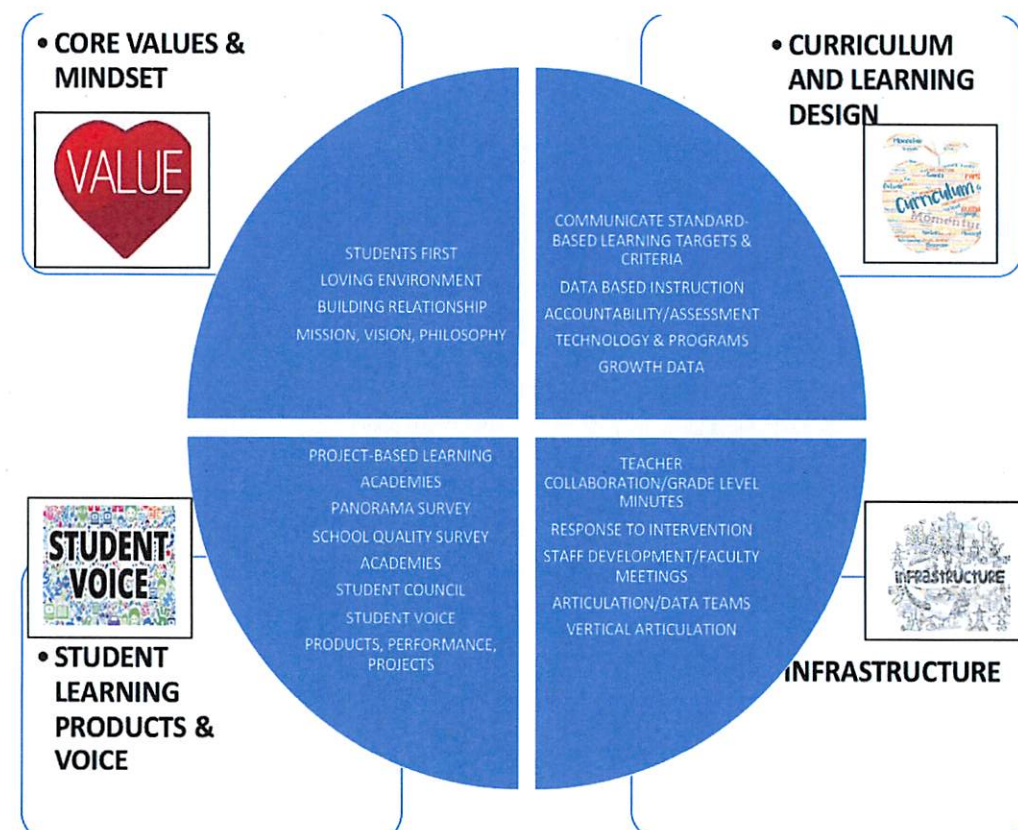 • CORE VALUES &
MINDSET
VALUE
STUDENTS FIRST
LOVING ENVIRONMENT
BUILDING RELATIONSHIP
MISSION, VISION, PHILOSOPHY
• CURRICULUM
AND LEARNING
DESIGN
Curriculum
Momentum
COMMUNICATE STANDARD-
BASED LEARNING TARGETS &
CRITERIA
DATA BASED INSTRUCTION
ACCOUNTABILITY/ASSESSMENT
TECHNOLOGY & PROGRAMS
GROWTH DATA
STUDENT
VOICE
• STUDENT
LEARNING
PRODUCTS &
VOICE
PROJECT-BASED LEARNING
ACADEMIES
PANORAMA SURVEY
SCHOOL QUALITY SURVEY
ACADEMIES
STUDENT COUNCIL
STUDENT VOICE
PRODUCTS, PERFORMANCE,
PROJECTS
TEACHER
COLLABORATION/GRADE LEVEL
MINUTES
RESPONSE TO INTERVENTION
STAFF DEVELOPMENT/FACULTY
MEETINGS
ARTICULATION/DATA TEAMS
VERTICAL ARTICULATION
INFRASTRUCTURE
INFRASTRUCTURE